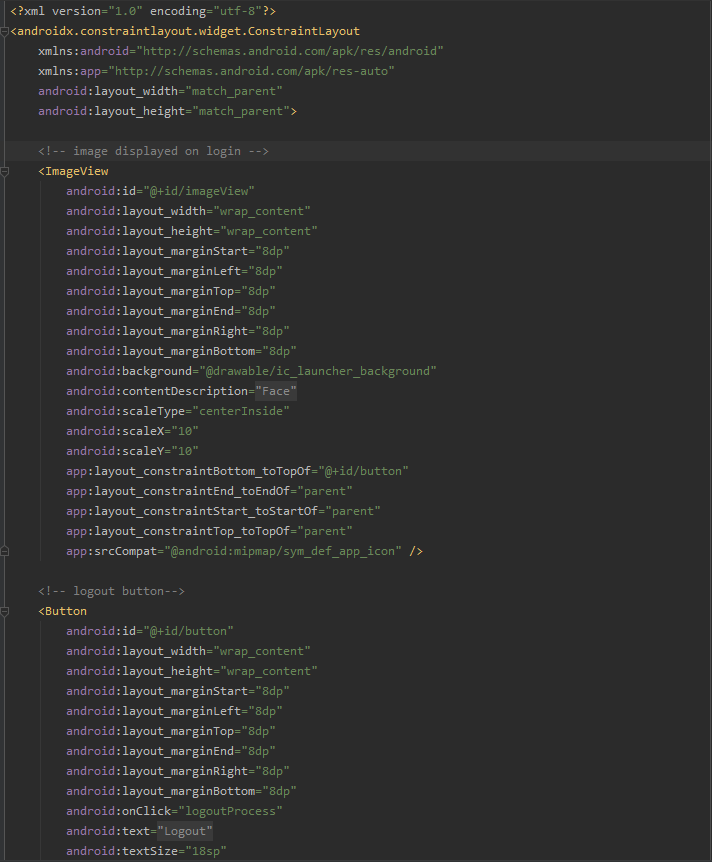 <?xml version="1.0" encoding="utf-8"?>
<androidx.constraintlayout.widget.ConstraintLayout
    xmlns:android="http://schemas.android.com/apk/res/android"
    xmlns:app="http://schemas.android.com/apk/res-auto"
    android:layout_width="match_parent"
    android:layout_height="match_parent">

    <!-- image displayed on login -->
    <ImageView
        android:id="@+id/imageView"
        android:layout_width="wrap_content"
        android:layout_height="wrap_content"
        android:layout_marginStart="8dp"
        android:layout_marginLeft="8dp"
        android:layout_marginTop="8dp"
        android:layout_marginEnd="8dp"
        android:layout_marginRight="8dp"
        android:layout_marginBottom="8dp"
        android:background="@drawable/ic_launcher_background"
        android:contentDescription="Face"
        android:scaleType="centerInside"
        android:scaleX="10"
        android:scaleY="10"
        app:layout_constraintBottom_toTopOf="@+id/button"
        app:layout_constraintEnd_toEndOf="parent"
        app:layout_constraintStart_toStartOf="parent"
        app:layout_constraintTop_toTopOf="parent"
        app:srcCompat="@android:mipmap/sym_def_app_icon" />

    <!-- logout button-->
    <Button
        android:id="@+id/button"
        android:layout_width="wrap_content"
        android:layout_height="wrap_content"
        android:layout_marginStart="8dp"
        android:layout_marginLeft="8dp"
        android:layout_marginTop="8dp"
        android:layout_marginEnd="8dp"
        android:layout_marginRight="8dp"
        android:layout_marginBottom="8dp"
        android:onClick="logoutProcess"
        android:text="Logout"
        android:textSize="18sp"